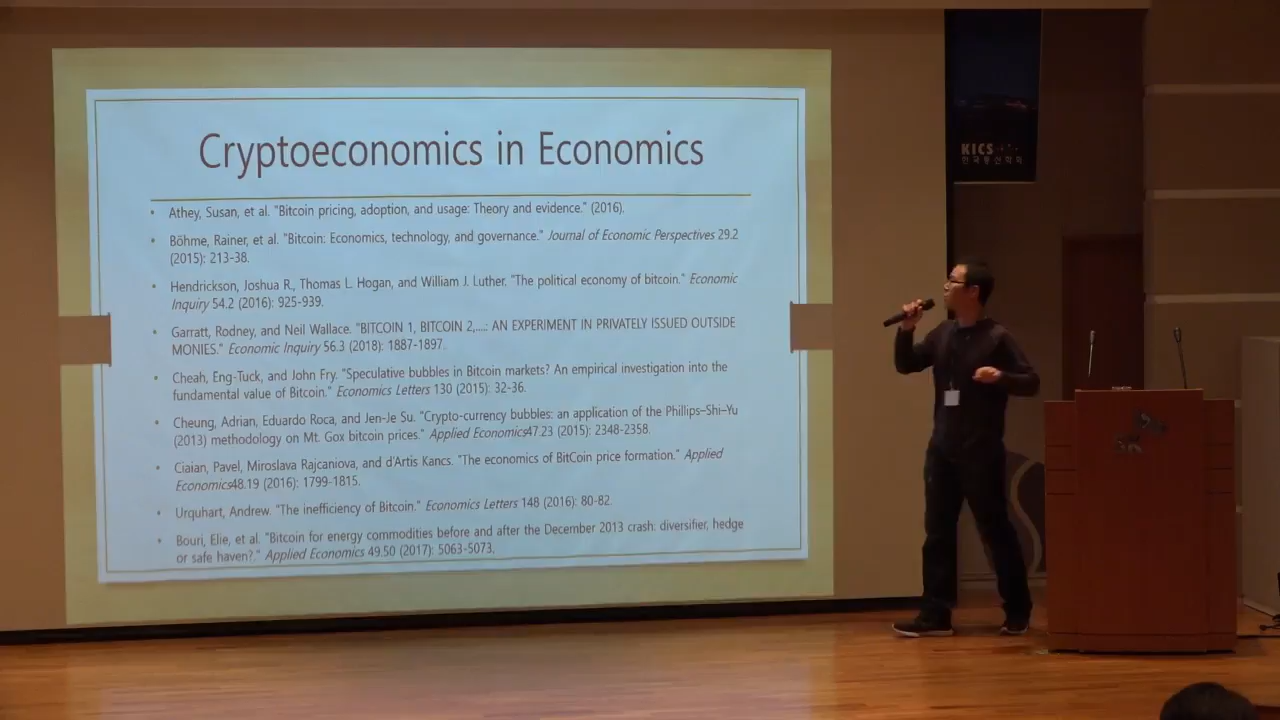 Cryptoeconomics in Economics
• Athey, Susan, et al. "Bitcoin pricing, adoption, and usage: Theory and evidence." (2016).
• Böhme, Rainer, et al. "Bitcoin: Economics, technology, and governance." Journal of Economic Perspectives 29.2
(2015): 213-38.
• Hendrickson, Joshua R., Thomas L. Hogan, and William J. Luther. "The political economy of bitcoin." Economic
Inquiry 54.2 (2016): 925-939.
• Garratt, Rodney, and Neil Wallace. "BITCOIN 1, BITCOIN 2,....: AN EXPERIMENT IN PRIVATELY ISSUED OUTSIDE
MONIES." Economic Inquiry 56.3 (2018): 1887-1897.
• Cheah, Eng-Tuck, and John Fry. "Speculative bubbles in Bitcoin markets? An empirical investigation into the
fundamental value of Bitcoin." Economics Letters 130 (2015): 32-36.
• Cheung, Adrian, Eduardo Roca, and Jen-Je Su. "Crypto-currency bubbles: an application of the Phillips–Shi–Yu
(2013) methodology on Mt. Gox bitcoin prices." Applied Economics47.23 (2015): 2348-2358.
• Ciaian, Pavel, Miroslava Rajcaniova, and d'Artis Kancs. "The economics of BitCoin price formation." Applied
Economics48.19 (2016): 1799-1815.
• Urquhart, Andrew. "The inefficiency of Bitcoin." Economics Letters 148 (2016): 80-82.
• Bouri, Elie, et al. "Bitcoin for energy commodities before and after the December 2013 crash: diversifier, hedge
or safe haven?." Applied Economics 49.50 (2017): 5063-5073.
KICS
한국통신학회
SK